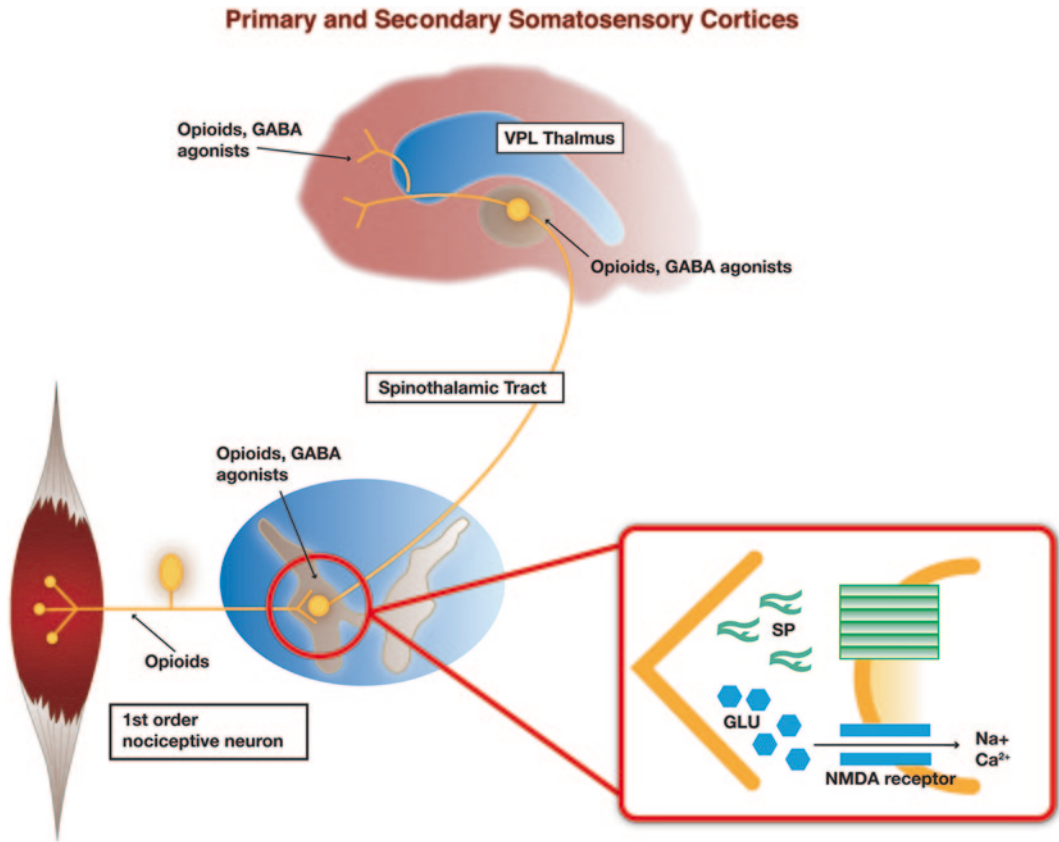 Primary and Secondary Somatosensory Cortices
Opioids, GABA
agonists
VPL Thalmus
Opioids, GABA agonists
Spinothalamic Tract
Opioids, GABA
agonists
Opioids
1st order
nociceptive neuron
SP
GLU
NMDA receptor
Na+
Ca²⁺